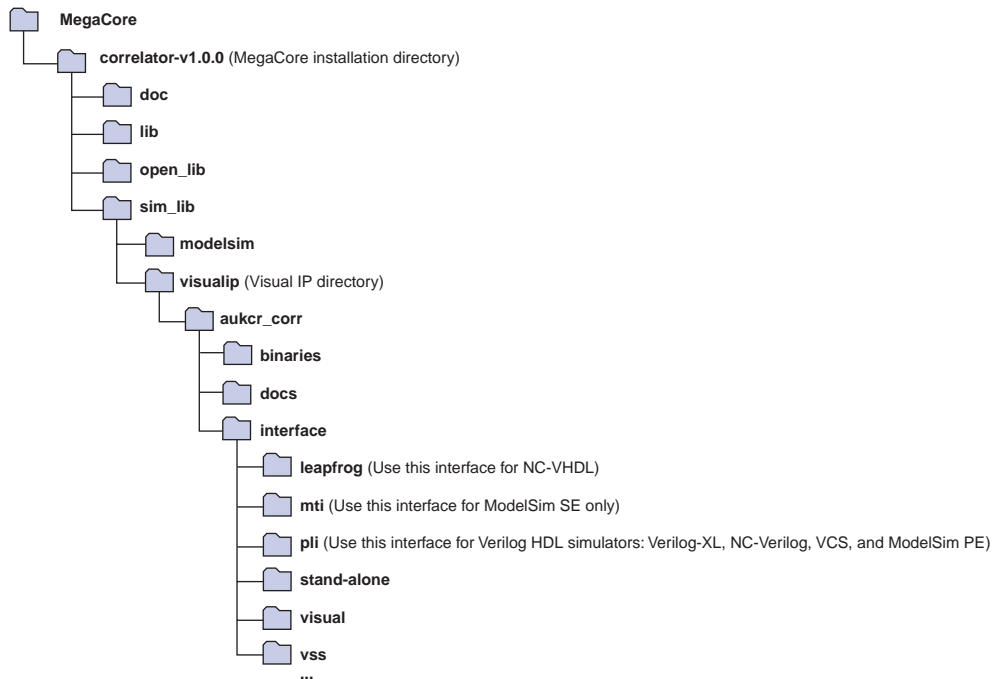 MegaCore
correlator-v1.0.0 (MegaCore installation directory)
doc
lib
open_lib
sim_lib
modelsim
visualip (Visual IP directory)
aukcr_corr
binaries
docs
interface
leapfrog (Use this interface for NC-VHDL)
mti (Use this interface for ModelSim SE only)
pli (Use this interface for Verilog HDL simulators: Verilog-XL, NC-Verilog, VCS, and ModelSim PE)
stand-alone
visual
vss